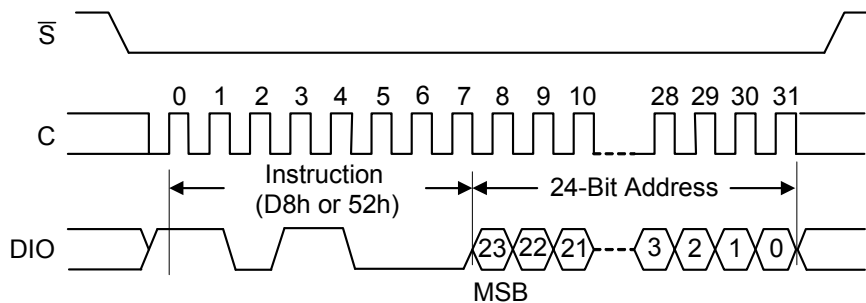 S
0 1 2 3 4 5 6 7 8 9 10 28 29 30 31
C
Instruction
(D8h or 52h)
24-Bit Address
DIO
23 22 21 3 2 1 0
MSB